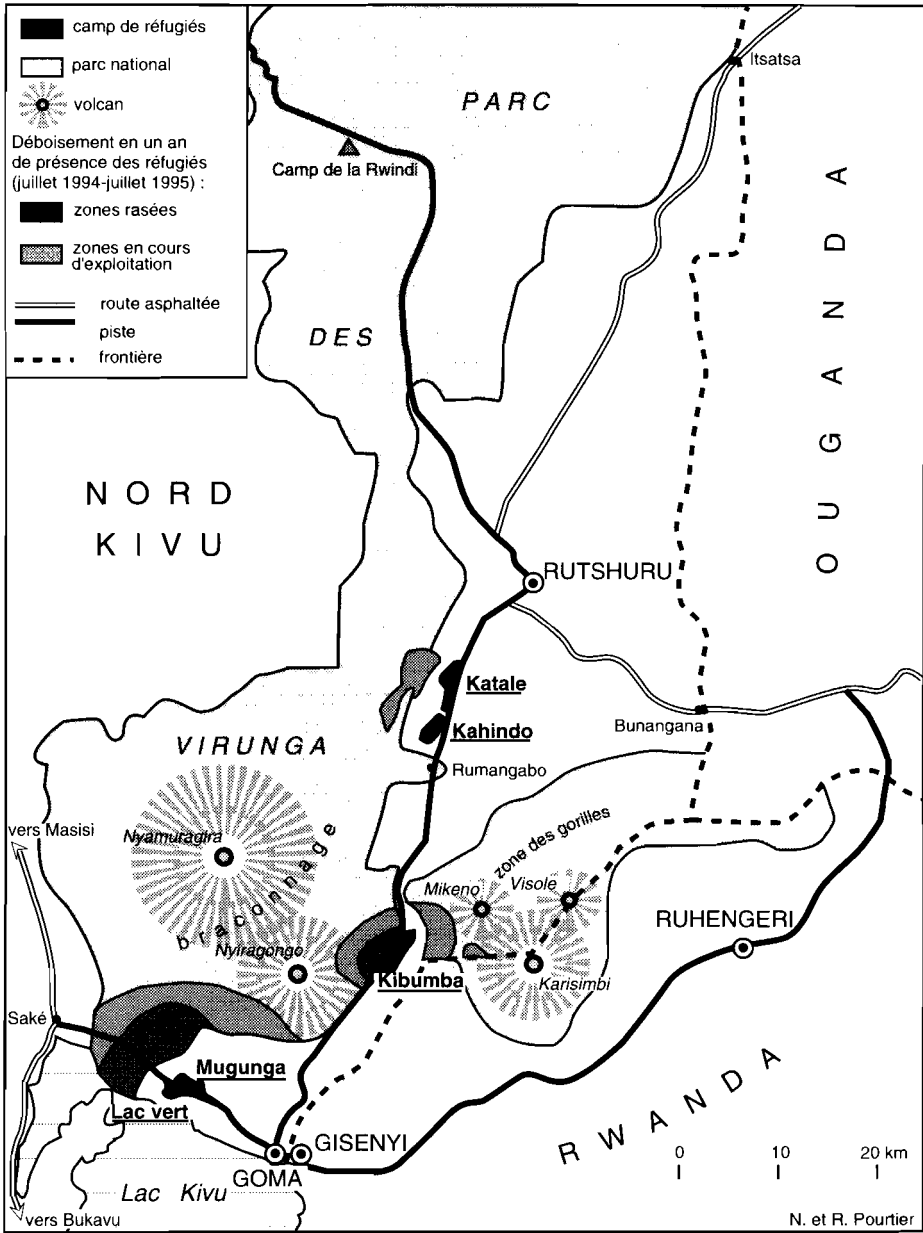 camp de réfugiés
parc national
volcan
Déboisement en un an
de présence des réfugiés
(juillet 1994-juillet 1995) :
zones rasées
zones en cours
d'exploitation
route asphaltée
piste
frontière
PARC
Itsatsa
Camp de la Rwindi
DES
OUGANDA
NORD
KIVU
RUTSHURU
Katale
Kahindo
Bunangana
VIRUNGA
Rumangabo
vers Masisi
Nyamuragira
braconnage
zone des gorilles
Mikeno
Visole
RUHENGERI
Nyiragongo
Kibumba
Karisimbi
Saké
Mugunga
Lac vert
GISENYI
GOMA
RWANDA
0 10 20 km
Lac Kivu
vers Bukavu
N. et R. Pourtier